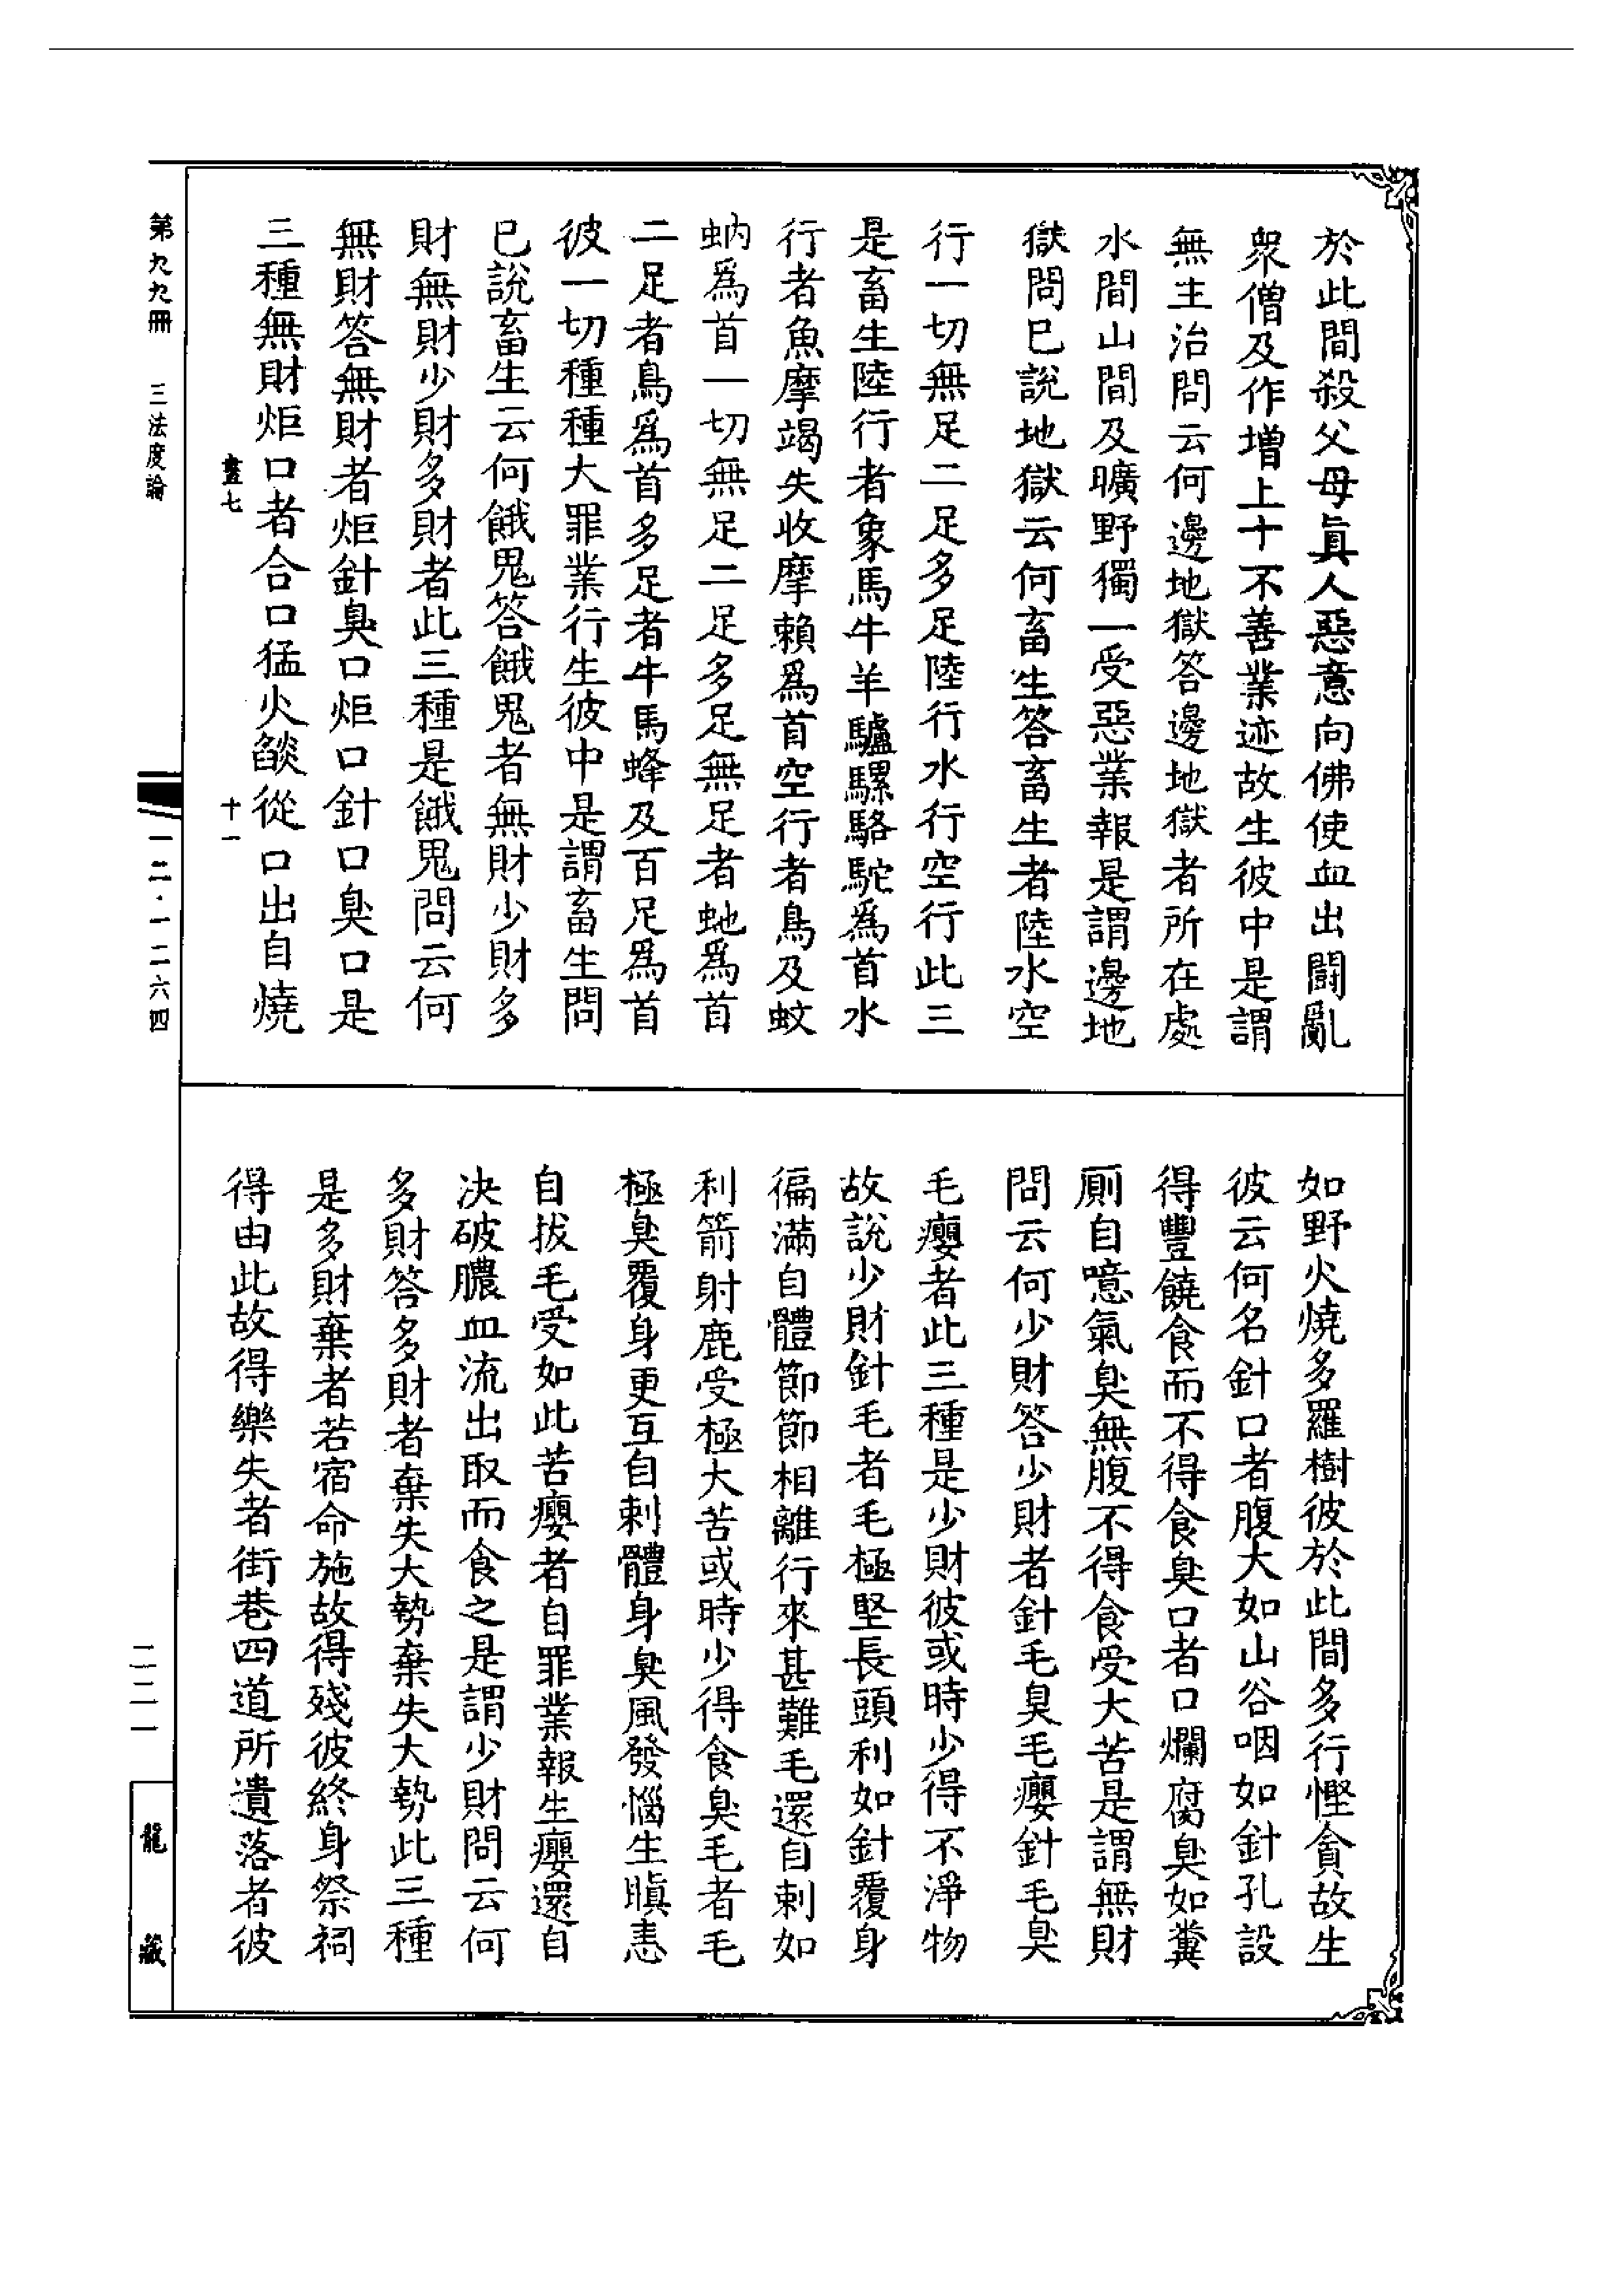 於此間殺父母眞人惡意向佛使血出鬪亂
衆僧及作增上十不善業迹故生彼中是謂
無主治問云何邊地獄答邊地獄者所在處
水間山間及曠野獨一受惡業報是謂邊地
獄問已說地獄云何畜生答畜生者陸水空
行一切無足二足多足陸行水行空行此三
是畜生陸行者象馬牛羊驢騾駱駝爲首水
行者魚摩竭失收摩賴爲首空行者鳥及蚊
蚋爲首一切無足二足多足無足者虵爲首
二足者鳥爲首多足者牛馬蜂及百足爲首
彼一切種種大罪業行生彼中是謂畜生問
已說畜生云何餓鬼答餓鬼者無財少財多
財無財少財多財者此三種是餓鬼問云何
無財答無財者炬針臭口炬口針口臭口是
三種無財炬口者合口猛火燄從口出自燒
如野火燒多羅樹彼於此間多行慳貪故生
彼云何名針口者腹大如山谷咽如針孔設
得豐饒食而不得食臭口者口爛腐臭如糞
廁自噫氣臭無腹不得食受大苦是謂無財
問云何少財答少財者針毛臭毛癭針毛臭
毛癭者此三種是少財彼或時少得不淨物
故說少財針毛者毛極堅長頭利如針覆身
徧滿自體節節相離行來甚難毛還自刺如
利箭射鹿受極大苦或時少得食臭毛者毛
極臭覆身更互自刺體身臭風發惱生瞋恚
自拔毛受如此苦癭者自罪業報生癭還自
決破膿血流出取而食之是謂少財問云何
多財答多財者棄失大勢棄失大勢此三種
是多財棄者若宿命施故得殘彼終身祭祠
得由此故得樂失者街巷四道所遺落者彼
畫七
十一
第九九冊
三法度論
一二·一二六四
二二一
龍藏